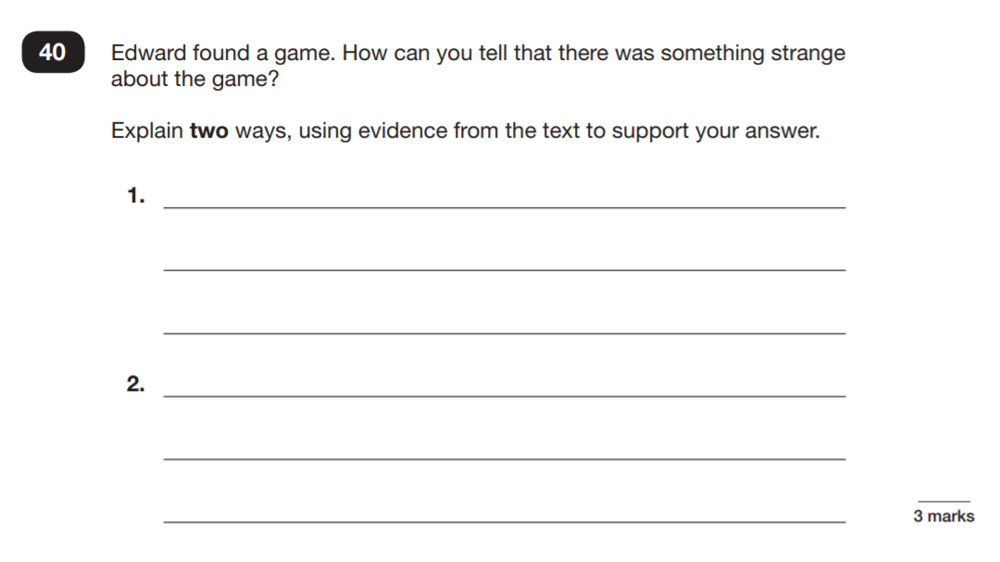 40
Edward found a game. How can you tell that there was something strange
about the game?
Explain two ways, using evidence from the text to support your answer.
1.
2.
3 marks